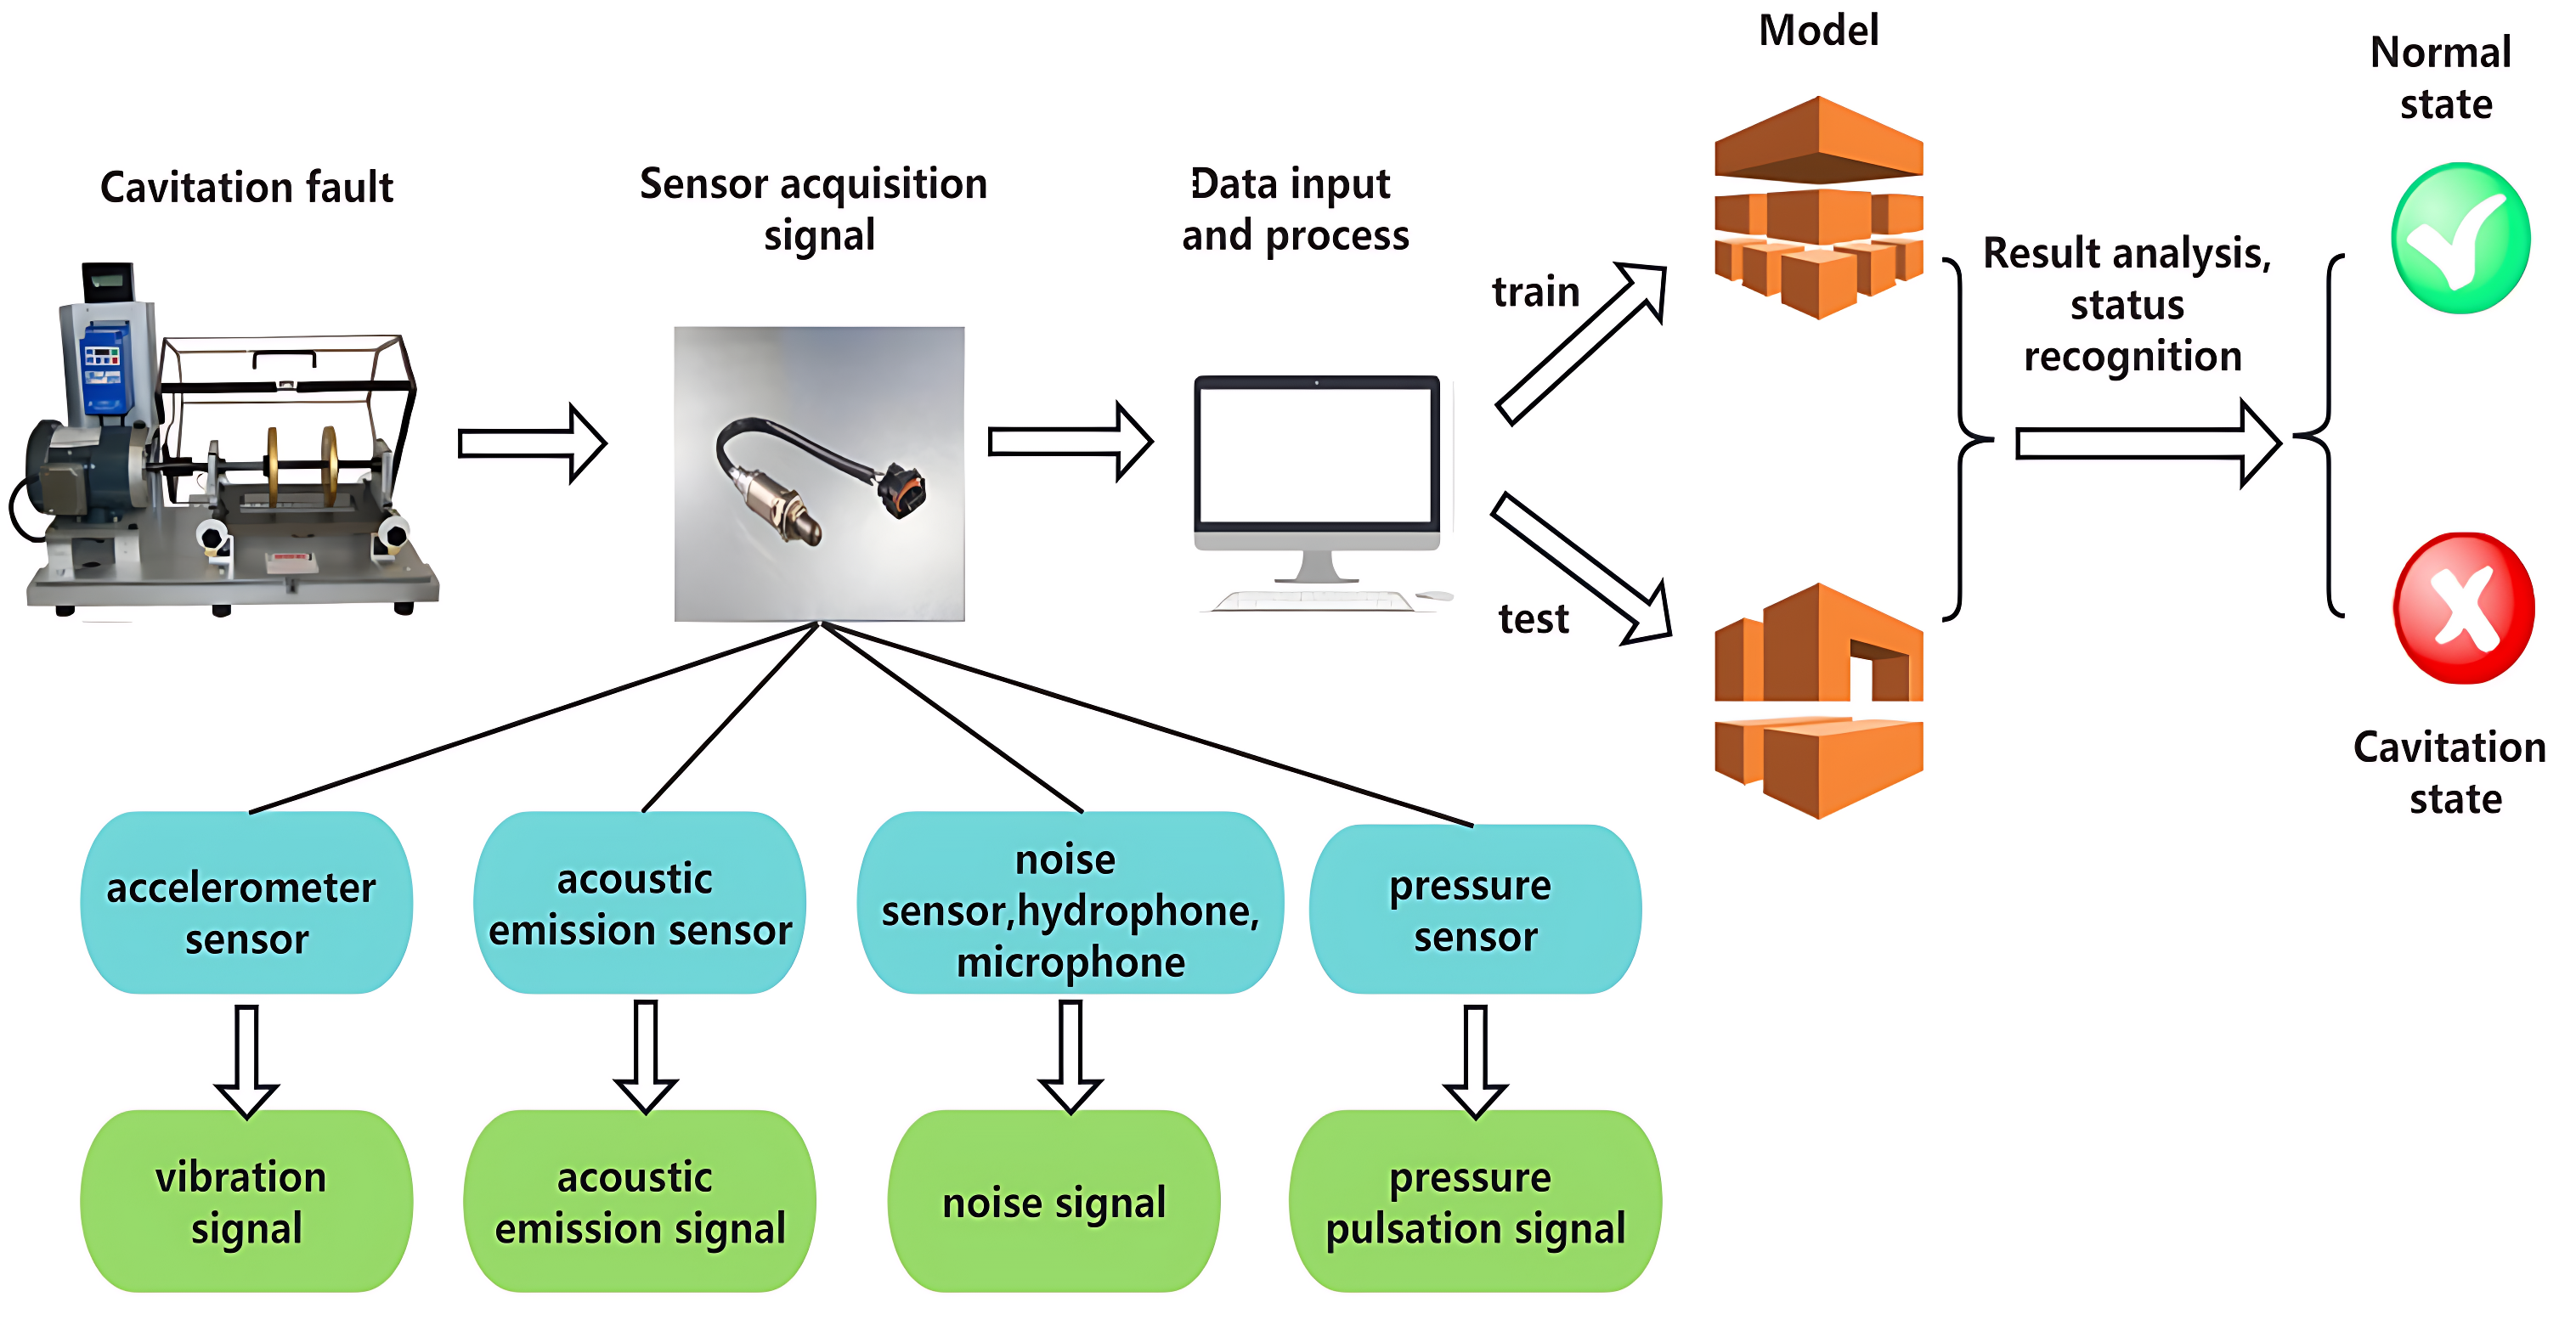 Model
Normal
state
Cavitation fault
Sensor acquisition
signal
Data input
and process
train
test
Result analysis,
status
recognition
Cavitation
state
accelerometer
sensor
acoustic
emission sensor
noise
sensor,hydrophone,
microphone
pressure
sensor
vibration
signal
acoustic
emission signal
noise signal
pressure
pulsation signal